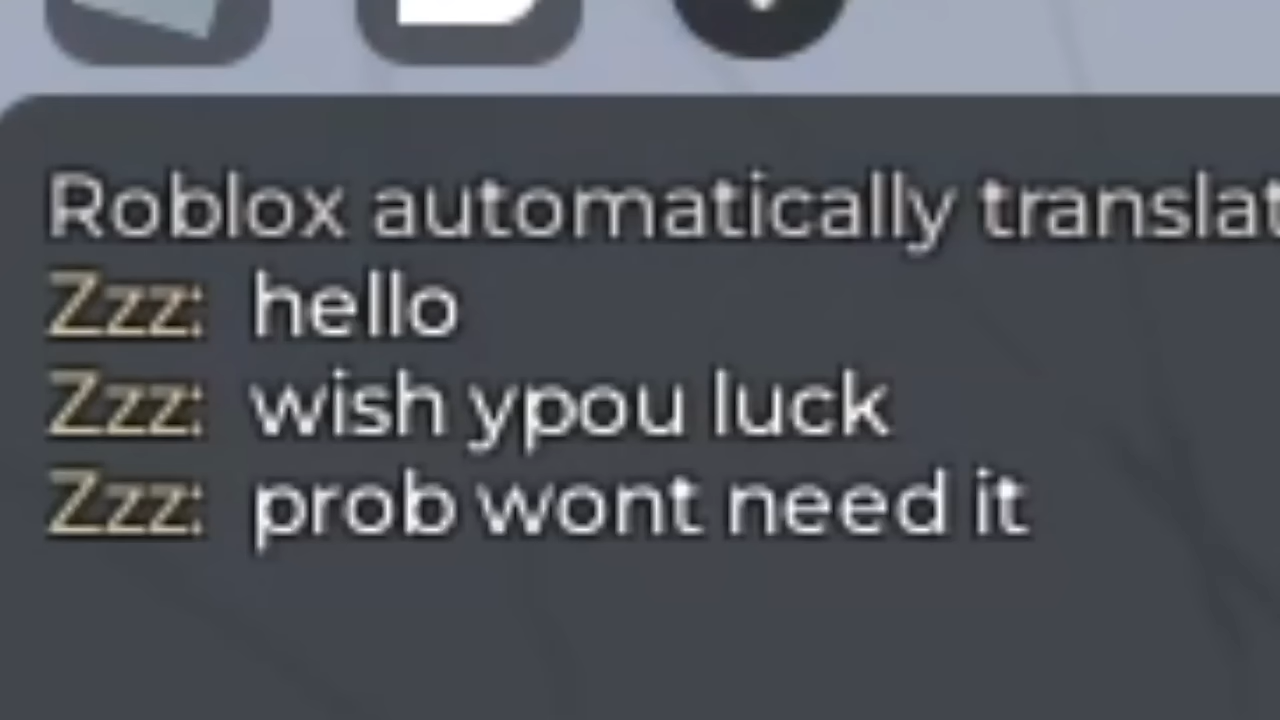 Roblox automatically translat
Zzz: hello
Zzz: wish ypou luck
Zzz: prob wont need it